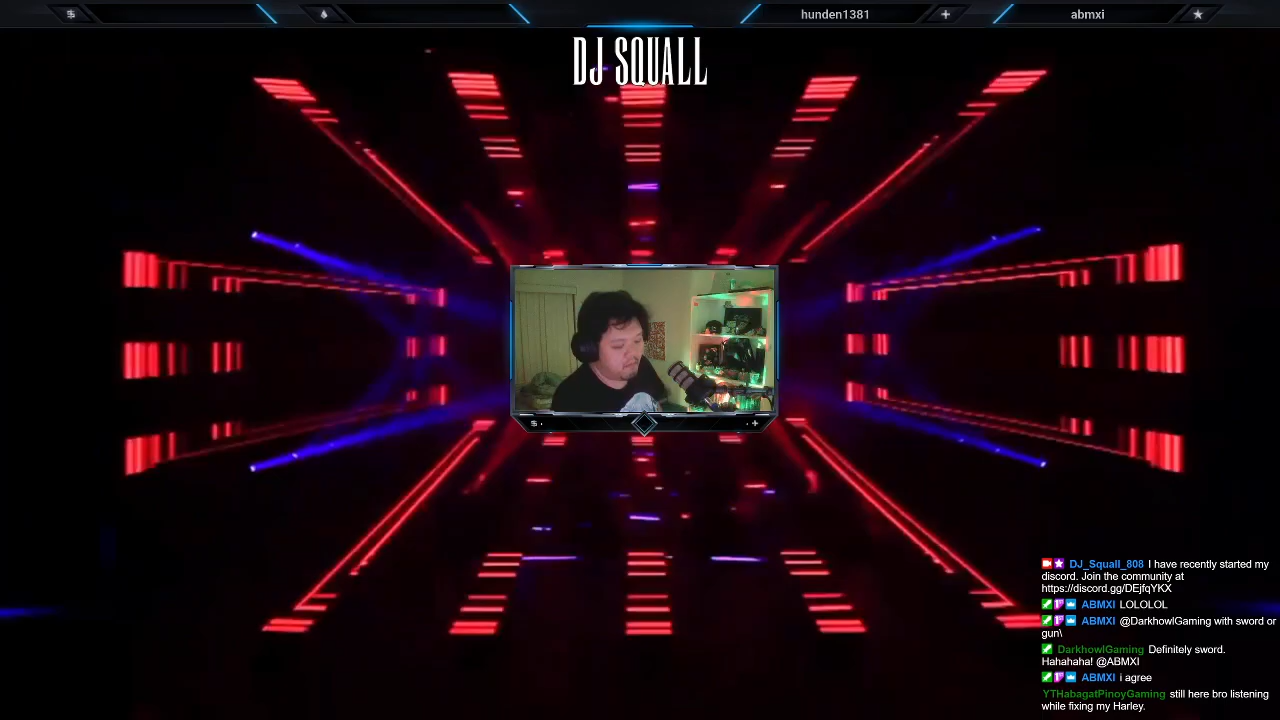 hunden1381
abmxi
DJ SQUALL
DJ_Squall_808 I have recently started my
discord. Join the community at
https://discord.gg/DEjfqYKX
ABMXI LOLOLOL
ABMXI @DarkhowlGaming with sword or
gun\
DarkhowlGaming Definitely sword.
Hahahaha! @ABMXI
ABMXI i agree
YTHabagatPinoyGaming still here bro listening
while fixing my Harley.